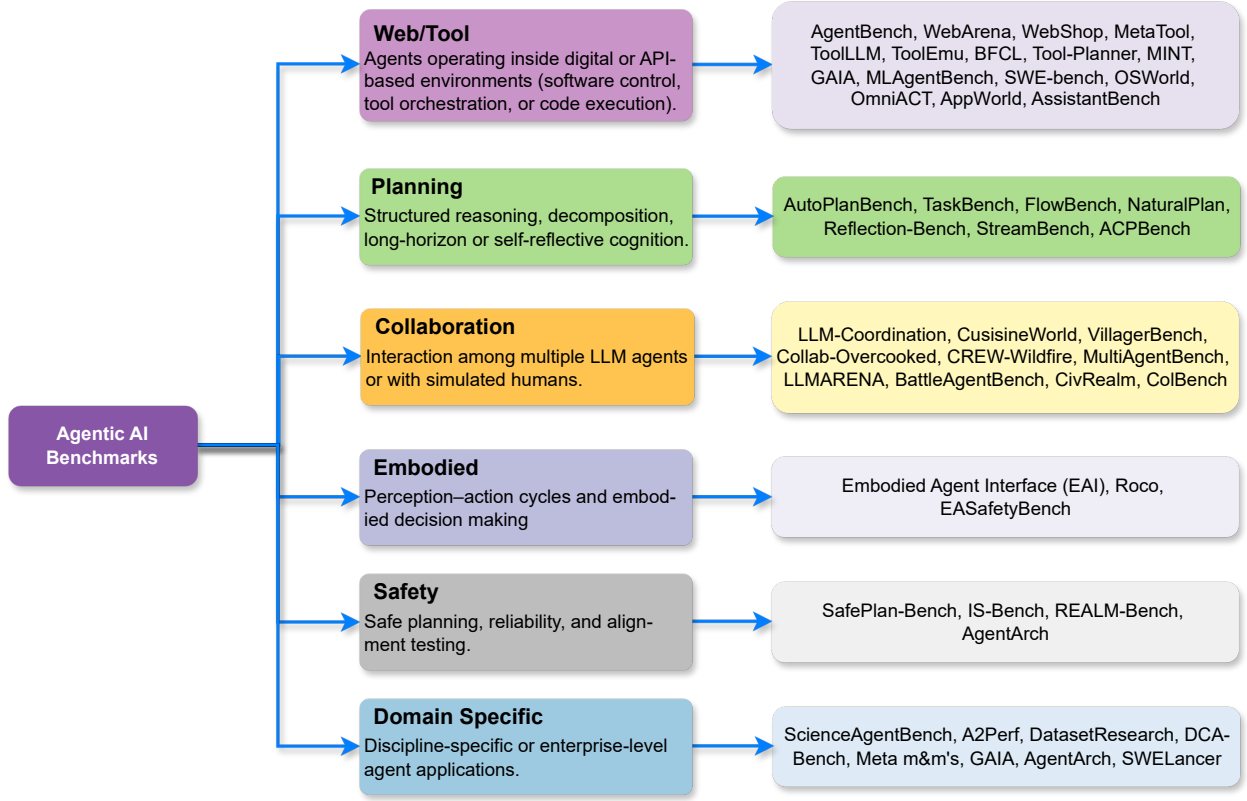 Web/Tool
Agents operating inside digital or API-
based environments (software control,
tool orchestration, or code execution).
AgentBench, WebArena, WebShop, MetaTool,
ToolLLM, ToolEmu, BFCL, Tool-Planner, MINT,
GAIA, MLAgentBench, SWE-bench, OSWorld,
OmniACT, AppWorld, AssistantBench
Planning
Structured reasoning, decomposition,
long-horizon or self-reflective cognition.
AutoPlanBench, TaskBench, FlowBench, NaturalPlan,
Reflection-Bench, StreamBench, ACPBench
Collaboration
Interaction among multiple LLM agents
or with simulated humans.
LLM-Coordination, CusisineWorld, VillagerBench,
Collab-Overcooked, CREW-Wildfire, MultiAgentBench,
LLMARENA, BattleAgentBench, CivRealm, ColBench
Agentic AI
Benchmarks
Embodied
Perception–action cycles and embod-
ied decision making
Embodied Agent Interface (EAI), Roco,
EASafetyBench
Safety
Safe planning, reliability, and align-
ment testing.
SafePlan-Bench, IS-Bench, REALM-Bench,
AgentArch
Domain Specific
Discipline-specific or enterprise-level
agent applications.
ScienceAgentBench, A2Perf, DatasetResearch, DCA-
Bench, Meta m&m's, GAIA, AgentArch, SWELancer